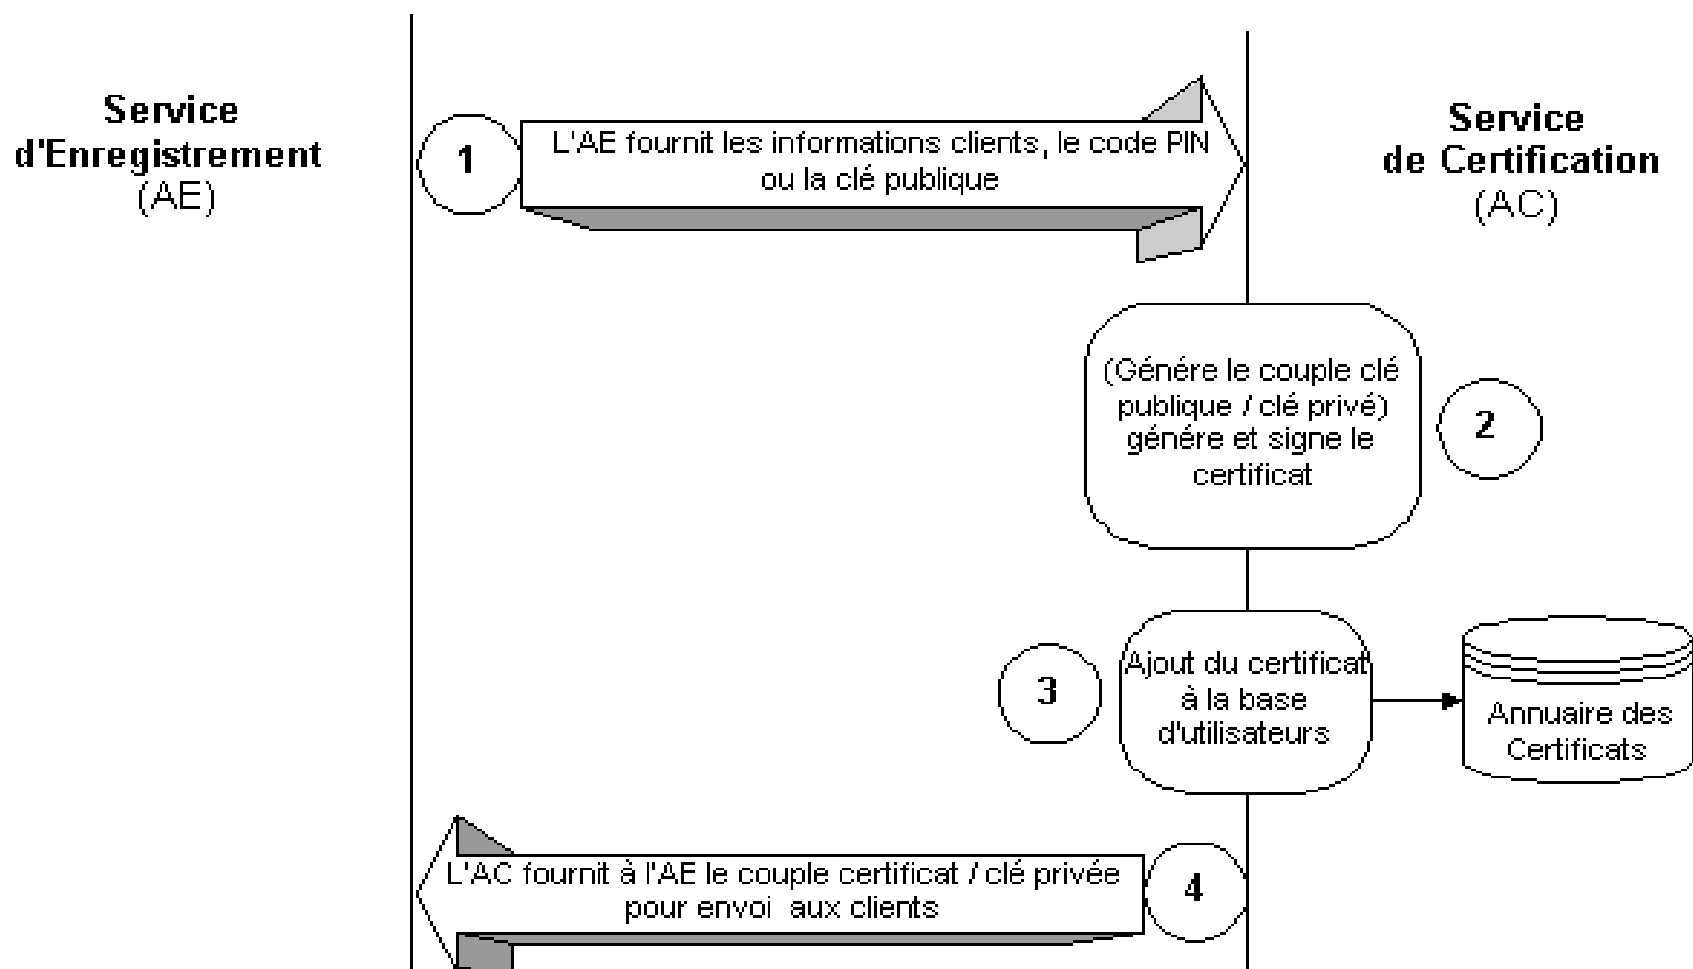 Service
d'Enregistrement
(AE)
1
L'AE fournit les informations clients, le code PIN
ou la clé publique
Service
de Certification
(AC)
(Génére le couple clé
publique / clé privé)
génére et signe le
certificat
2
3
Ajout du certificat
à la base
d'utilisateurs
Annuaire des
Certificats
L'AC fournit à l'AE le couple certificat / clé privée
pour envoi aux clients
4